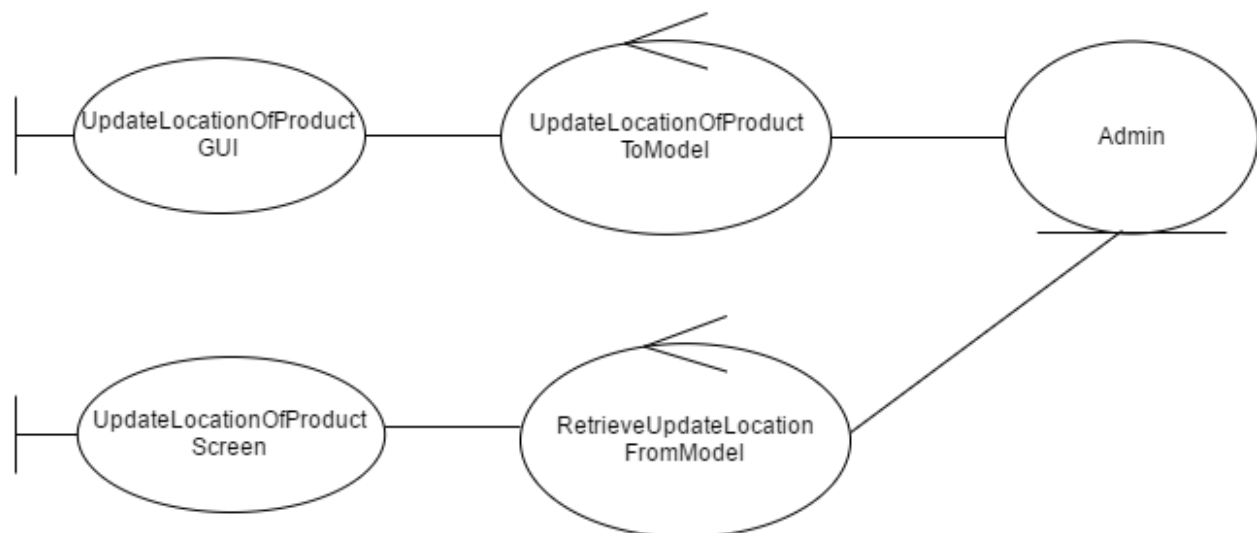 UpdateLocationOfProduct
GUI
UpdateLocationOfProduct
ToModel
Admin
UpdateLocationOfProduct
Screen
RetrieveUpdateLocation
FromModel